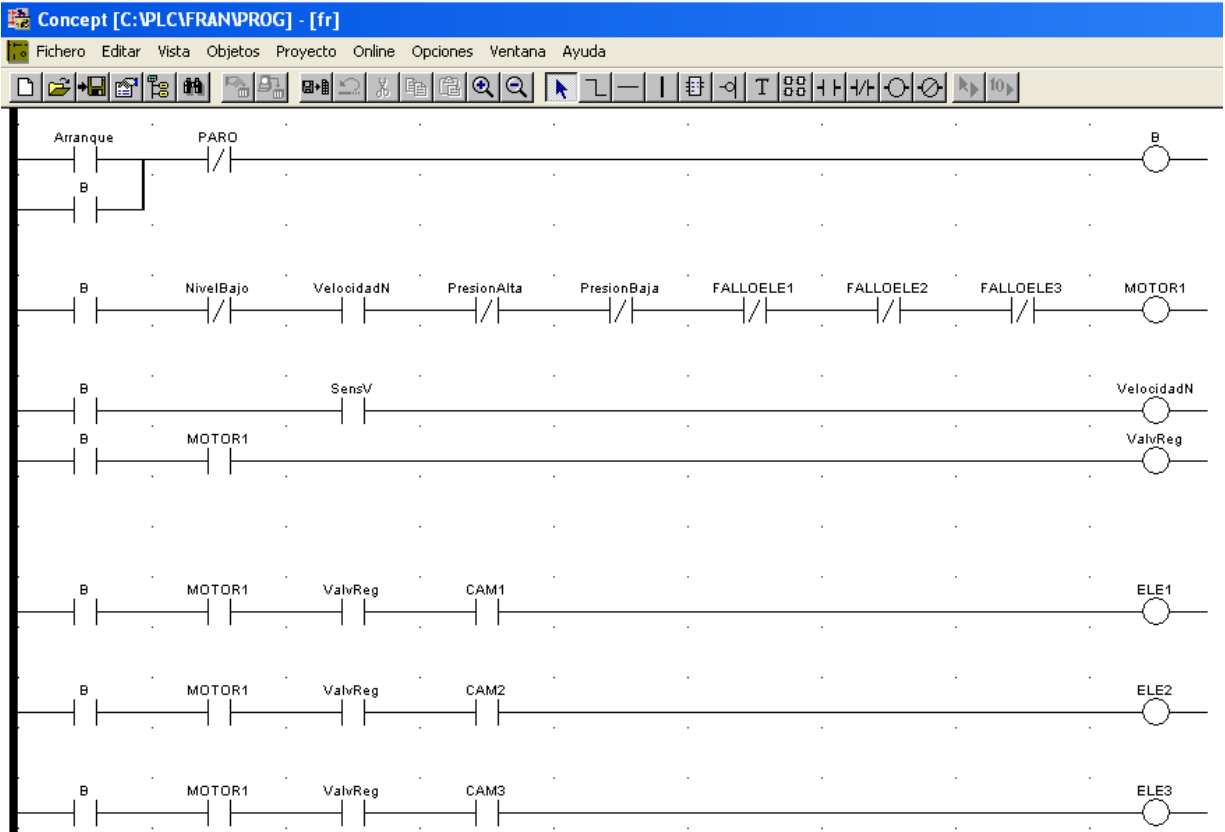 Concept [C:\PLC\FRAN\PROG] - [fr]
Fichero Editar Vista Objetos Proyecto Online Opciones Ventana Ayuda
T 10
Arranque PARO B
B
B NivelBajo VelocidadN PresionAlta PresionBaja FALLOELE1 FALLOELE2 FALLOELE3 MOTOR1
B SensV VelocidadN
B MOTOR1 ValvReg
B MOTOR1 ValvReg CAM1 ELE1
B MOTOR1 ValvReg CAM2 ELE2
B MOTOR1 ValvReg CAM3 ELE3